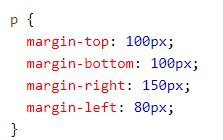 p {
  margin-top: 100px;
  margin-bottom: 100px;
  margin-right: 150px;
  margin-left: 80px;
}